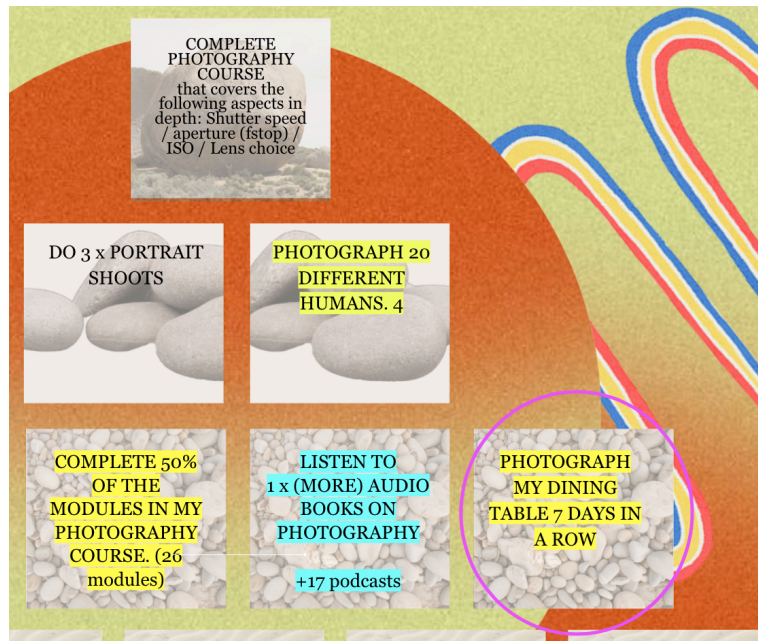 COMPLETE
PHOTOGRAPHY
COURSE
that covers the
following aspects in
depth: Shutter speed
/ aperture (fstop) /
ISO / Lens choice
DO 3 x PORTRAIT
SHOOTS
PHOTOGRAPH 20
DIFFERENT
HUMANS. 4
COMPLETE 50%
OF THE
MODULES IN MY
PHOTOGRAPHY
COURSE. (26
modules)
LISTEN TO
1 x (MORE) AUDIO
BOOKS ON
PHOTOGRAPHY
+17 podcasts
PHOTOGRAPH
MY DINING
TABLE 7 DAYS IN
A ROW